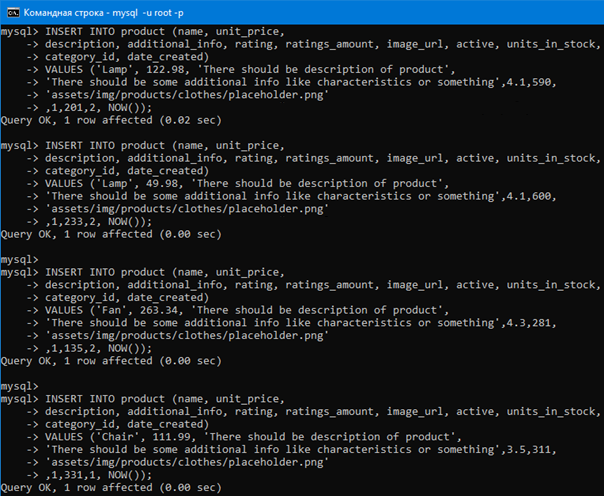 Командная строка - mysql -u root -p
mysql> INSERT INTO product (name, unit_price,
-> description, additional_info, rating, ratings_amount, image_url, active, units_in_stock,
-> category_id, date_created)
-> VALUES ('Lamp', 122.98, 'There should be description of product',
-> 'There should be some additional info like characteristics or something',4.1,590,
-> 'assets/img/products/clothes/placeholder.png'
-> ,1,201,2, NOW());
Query OK, 1 row affected (0.02 sec)
mysql> INSERT INTO product (name, unit_price,
-> description, additional_info, rating, ratings_amount, image_url, active, units_in_stock,
-> category_id, date_created)
-> VALUES ('Lamp', 49.98, 'There should be description of product',
-> 'There should be some additional info like characteristics or something',4.1,600,
-> 'assets/img/products/clothes/placeholder.png'
-> ,1,233,2, NOW());
Query OK, 1 row affected (0.00 sec)
mysql>
mysql> INSERT INTO product (name, unit_price,
-> description, additional_info, rating, ratings_amount, image_url, active, units_in_stock,
-> category_id, date_created)
-> VALUES ('Fan', 263.34, 'There should be description of product',
-> 'There should be some additional info like characteristics or something',4.3,281,
-> 'assets/img/products/clothes/placeholder.png'
-> ,1,135,2, NOW());
Query OK, 1 row affected (0.00 sec)
mysql>
mysql> INSERT INTO product (name, unit_price,
-> description, additional_info, rating, ratings_amount, image_url, active, units_in_stock,
-> category_id, date_created)
-> VALUES ('Chair', 111.99, 'There should be description of product',
-> 'There should be some additional info like characteristics or something',3.5,311,
-> 'assets/img/products/clothes/placeholder.png'
-> ,1,331,1, NOW());
Query OK, 1 row affected (0.00 sec)